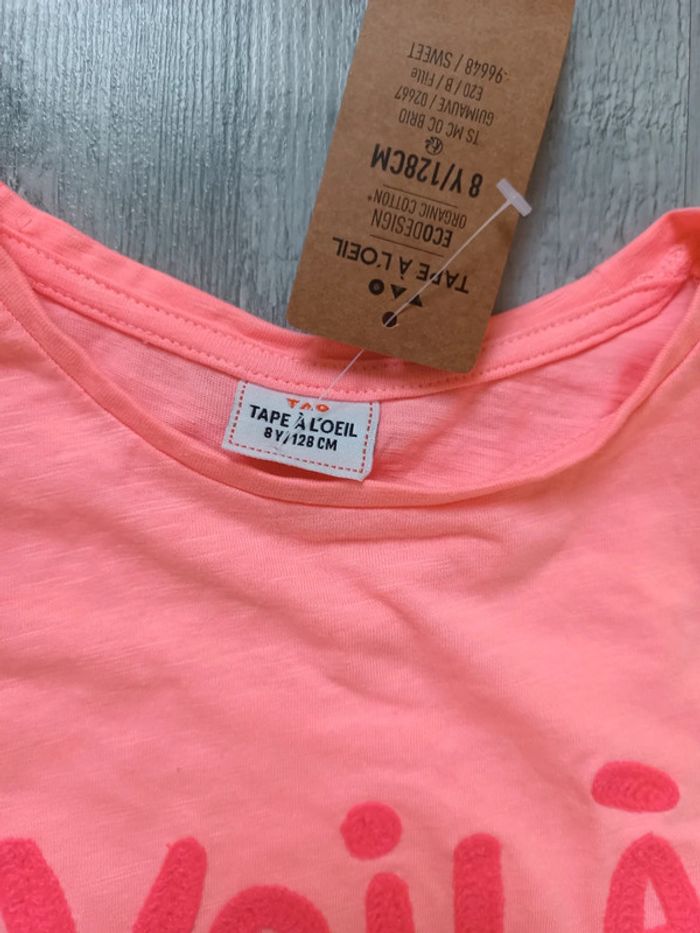 TAPE À L'OEIL
ECODESIGN
ORGANIC COTTON*
8 Y/128CM
TS MC OC BRIO
GUIMAUVE / 02667
E20 / B / Fille
-96648 / SWEET
T.A.O
TAPE À L'OEIL
8 Y/128 CM
VOILÀ